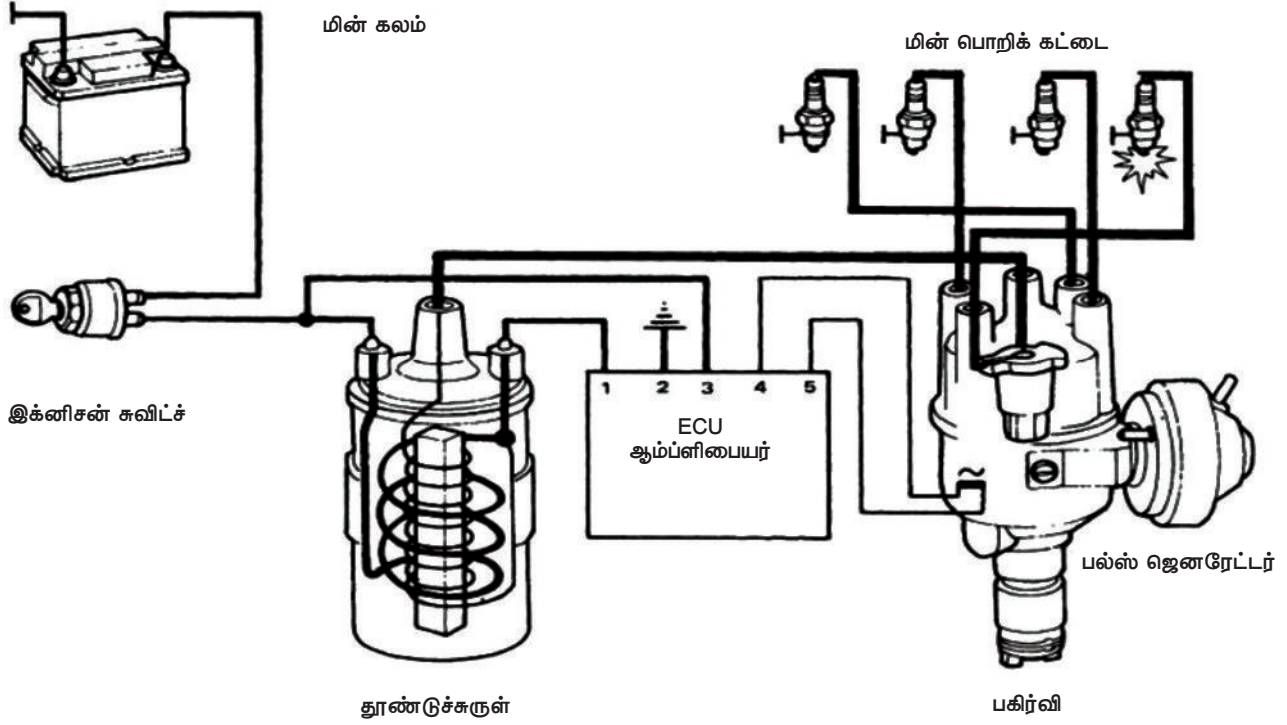 மின் கலம்
மின் பொறிக் கட்டை
இக்னிசன் சுவிட்ச்
1 2 3 4 5
ECU
ஆம்ப்ளிபையர்
~
பல்ஸ் ஜெனரேட்டர்
தூண்டுச்சுருள்
பகிர்வி